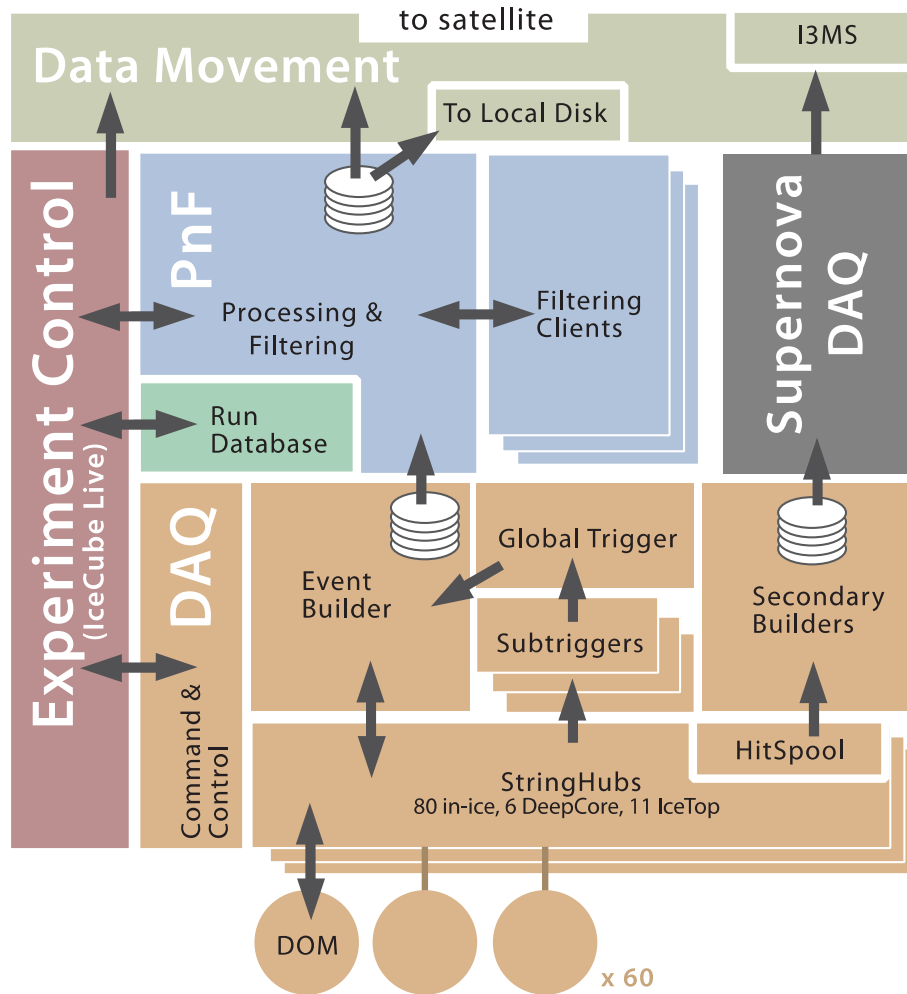 to satellite
I3MS
Data Movement
To Local Disk
Experiment Control
(IceCube Live)
PnF
Processing &
Filtering
Filtering
Clients
Supernova
DAQ
Run
Database
DAQ
Command &
Control
Global Trigger
Event
Builder
Subtriggers
Secondary
Builders
HitSpool
StringHubs
80 in-ice, 6 DeepCore, 11 IceTop
DOM
x 60